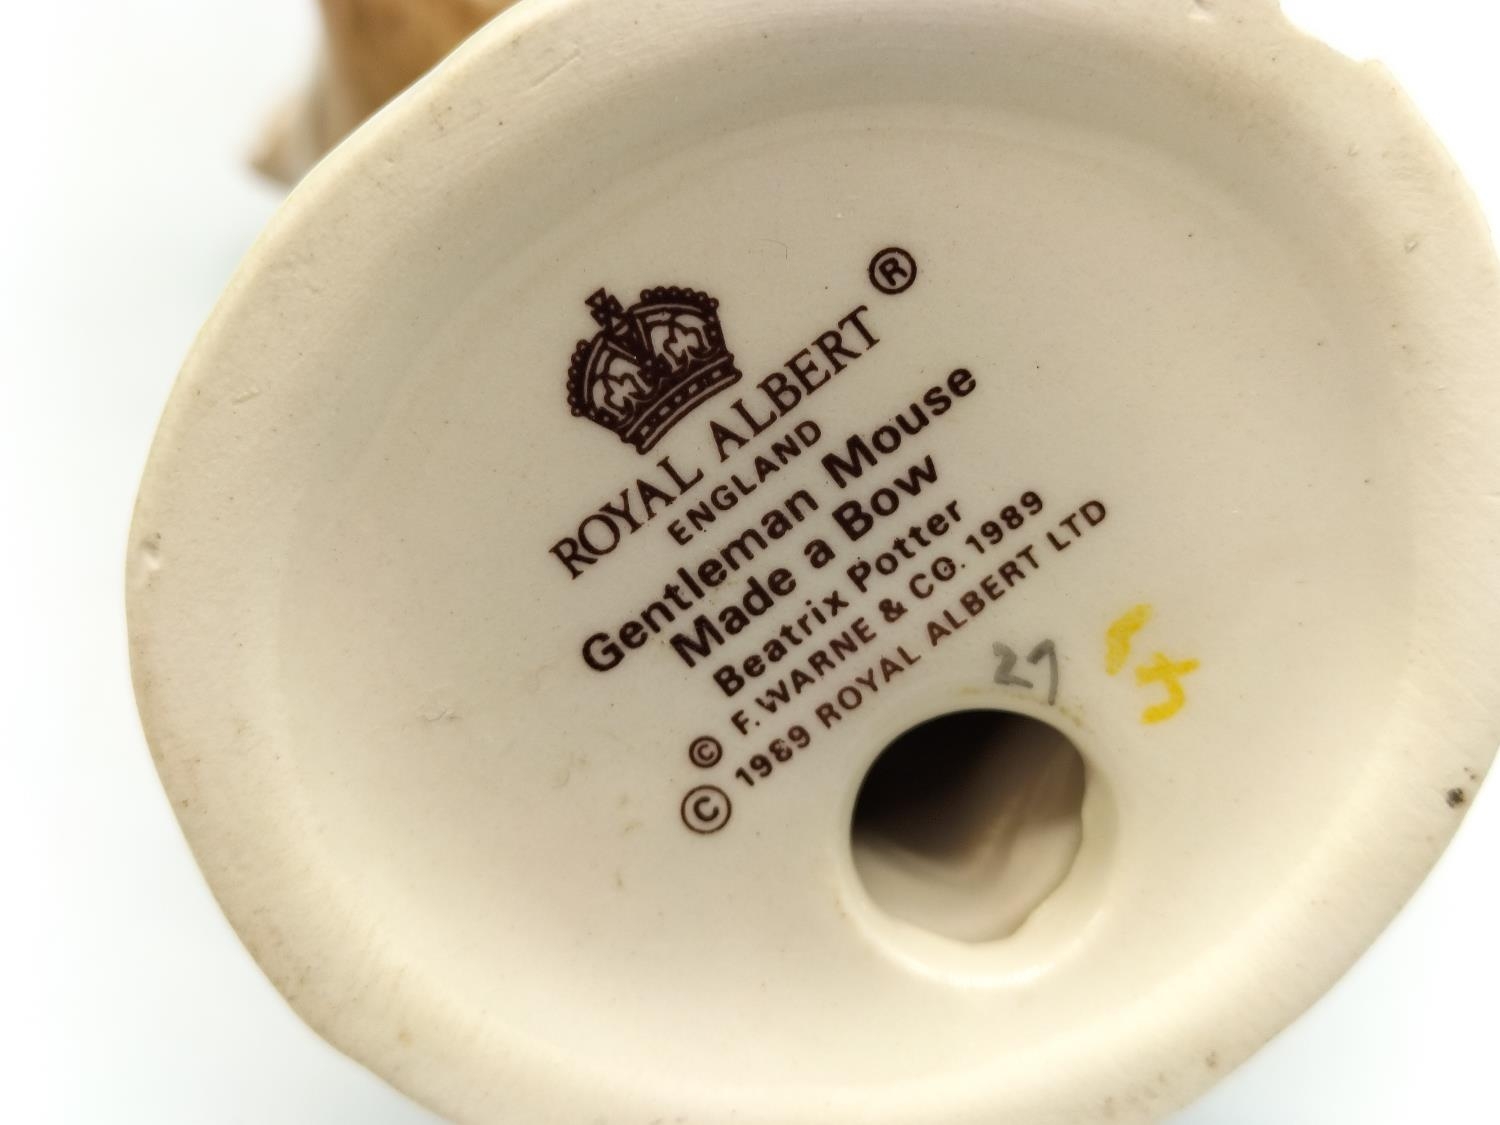 ROYAL ALBERT ®
ENGLAND
Gentleman Mouse
Made a Bow
Beatrix Potter
© F. WARNE & CO. 1989
© 1989 ROYAL ALBERT LTD
27